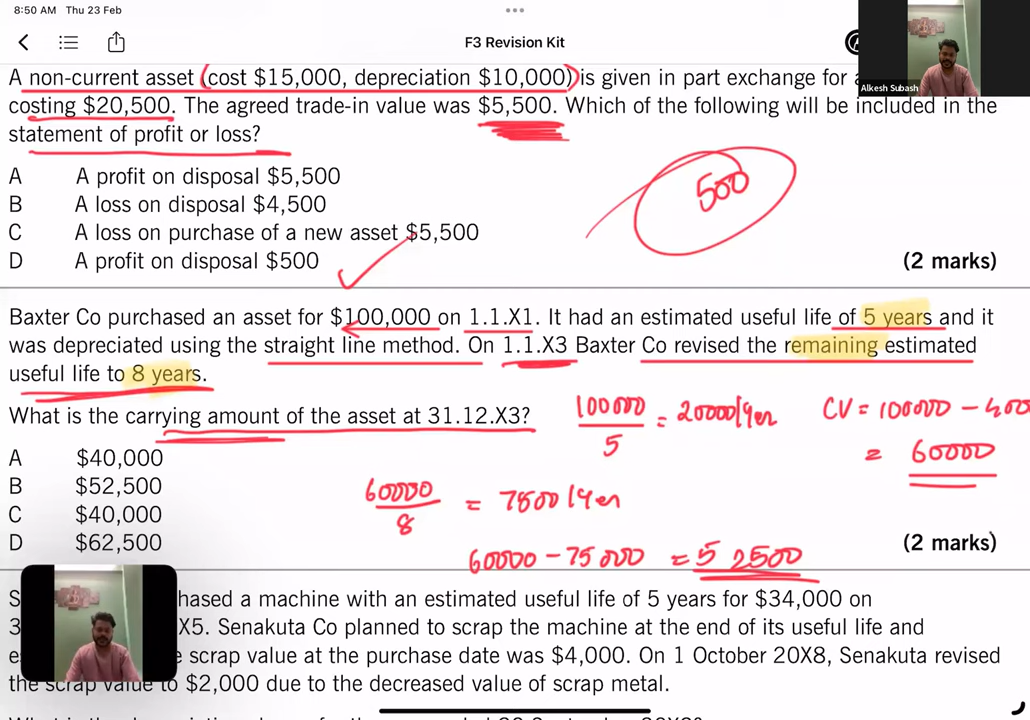 8:50 AM Thu 23 Feb
F3 Revision Kit
Alkesh Subash
A non-current asset (cost $15,000, depreciation $10,000) is given in part exchange for
costing $20,500. The agreed trade-in value was $5,500. Which of the following will be included in the
statement of profit or loss?
A A profit on disposal $5,500
B A loss on disposal $4,500
C A loss on purchase of a new asset $5,500
D A profit on disposal $500
(2 marks)
500
Baxter Co purchased an asset for $100,000 on 1.1.X1. It had an estimated useful life of 5 years and it
was depreciated using the straight line method. On 1.1.X3 Baxter Co revised the remaining estimated
useful life to 8 years.
What is the carrying amount of the asset at 31.12.X3?
A $40,000
B $52,500
C $40,000
D $62,500
(2 marks)
100000
5
= 20000/yer
CV = 100000 - 400
= 60000
60000
8
= 7500/yer
60000 - 75000 = 52500
hased a machine with an estimated useful life of 5 years for $34,000 on
3 X5. Senakuta Co planned to scrap the machine at the end of its useful life and
scrap value at the purchase date was $4,000. On 1 October 20X8, Senakuta revised
the scrap value to $2,000 due to the decreased value of scrap metal.